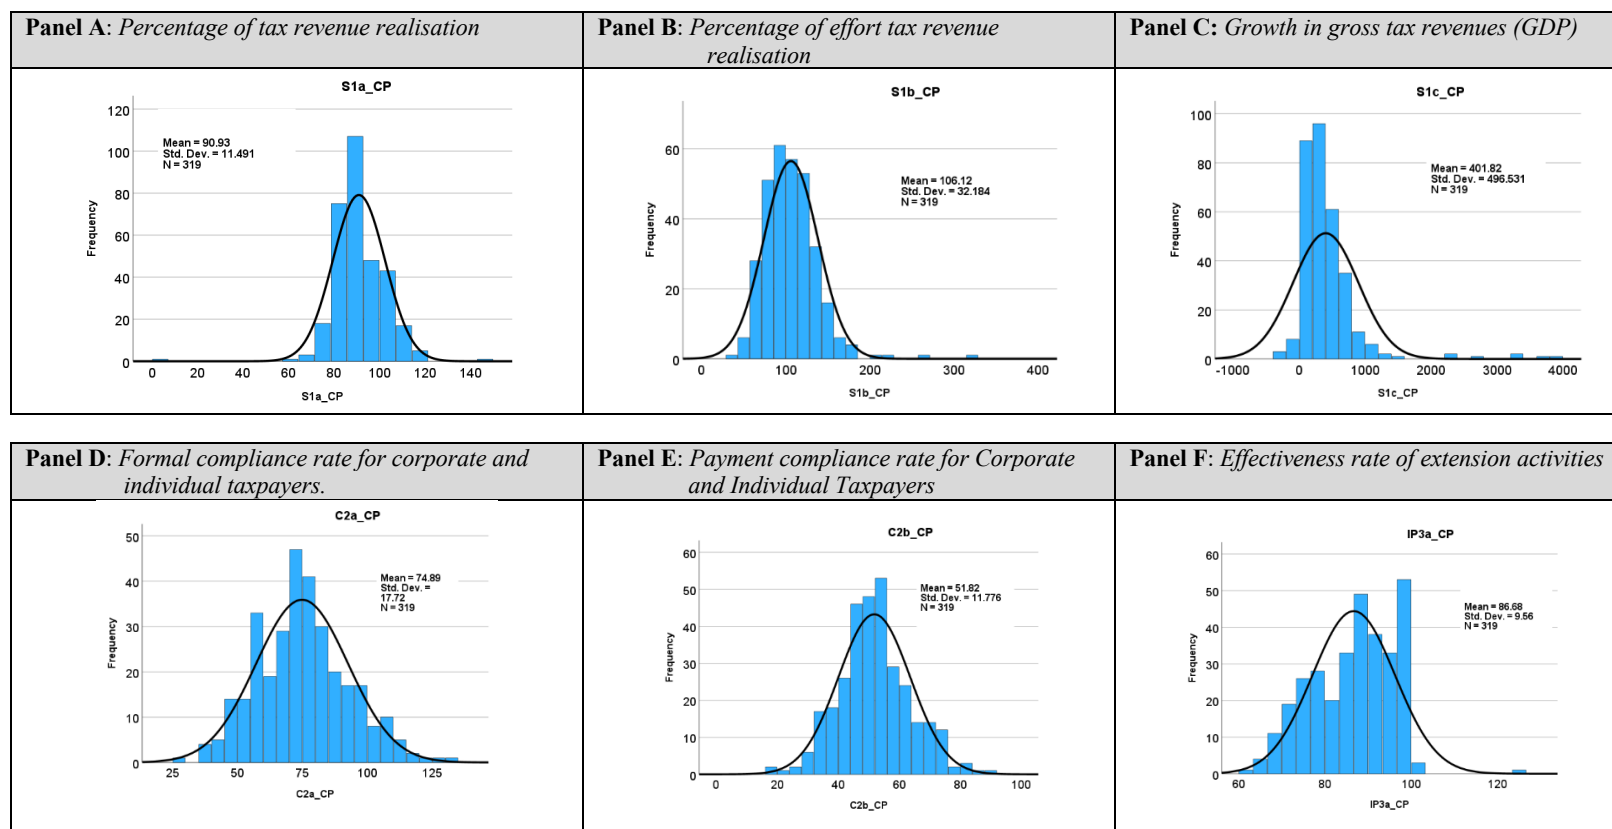 Panel A: Percentage of tax revenue realisation
Panel B: Percentage of effort tax revenue
realisation
Panel C: Growth in gross tax revenues (GDP)
S1a_CP
120
100
80
60
40
20
0
Frequency
Mean = 90.93
Std. Dev. = 11.491
N = 319
0 20 40 60 80 100 120 140
S1a_CP
S1b_CP
60
40
20
0
Frequency
Mean = 106.12
Std. Dev. = 32.184
N = 319
0 100 200 300 400
S1b_CP
S1c_CP
100
80
60
40
20
0
Frequency
Mean = 401.82
Std. Dev. = 496.531
N = 319
-1000 0 1000 2000 3000 4000
S1c_CP
Panel D: Formal compliance rate for corporate and
individual taxpayers.
Panel E: Payment compliance rate for Corporate
and Individual Taxpayers
Panel F: Effectiveness rate of extension activities
C2a_CP
50
40
30
20
10
0
Frequency
Mean = 74.89
Std. Dev. =
17.72
N = 319
25 50 75 100 125
C2a_CP
C2b_CP
60
50
40
30
20
10
0
Frequency
Mean = 51.82
Std. Dev. = 11.776
N = 319
0 20 40 60 80 100
C2b_CP
IP3a_CP
60
50
40
30
20
10
0
Frequency
Mean = 86.68
Std. Dev. = 9.56
N = 319
60 80 100 120
IP3a_CP